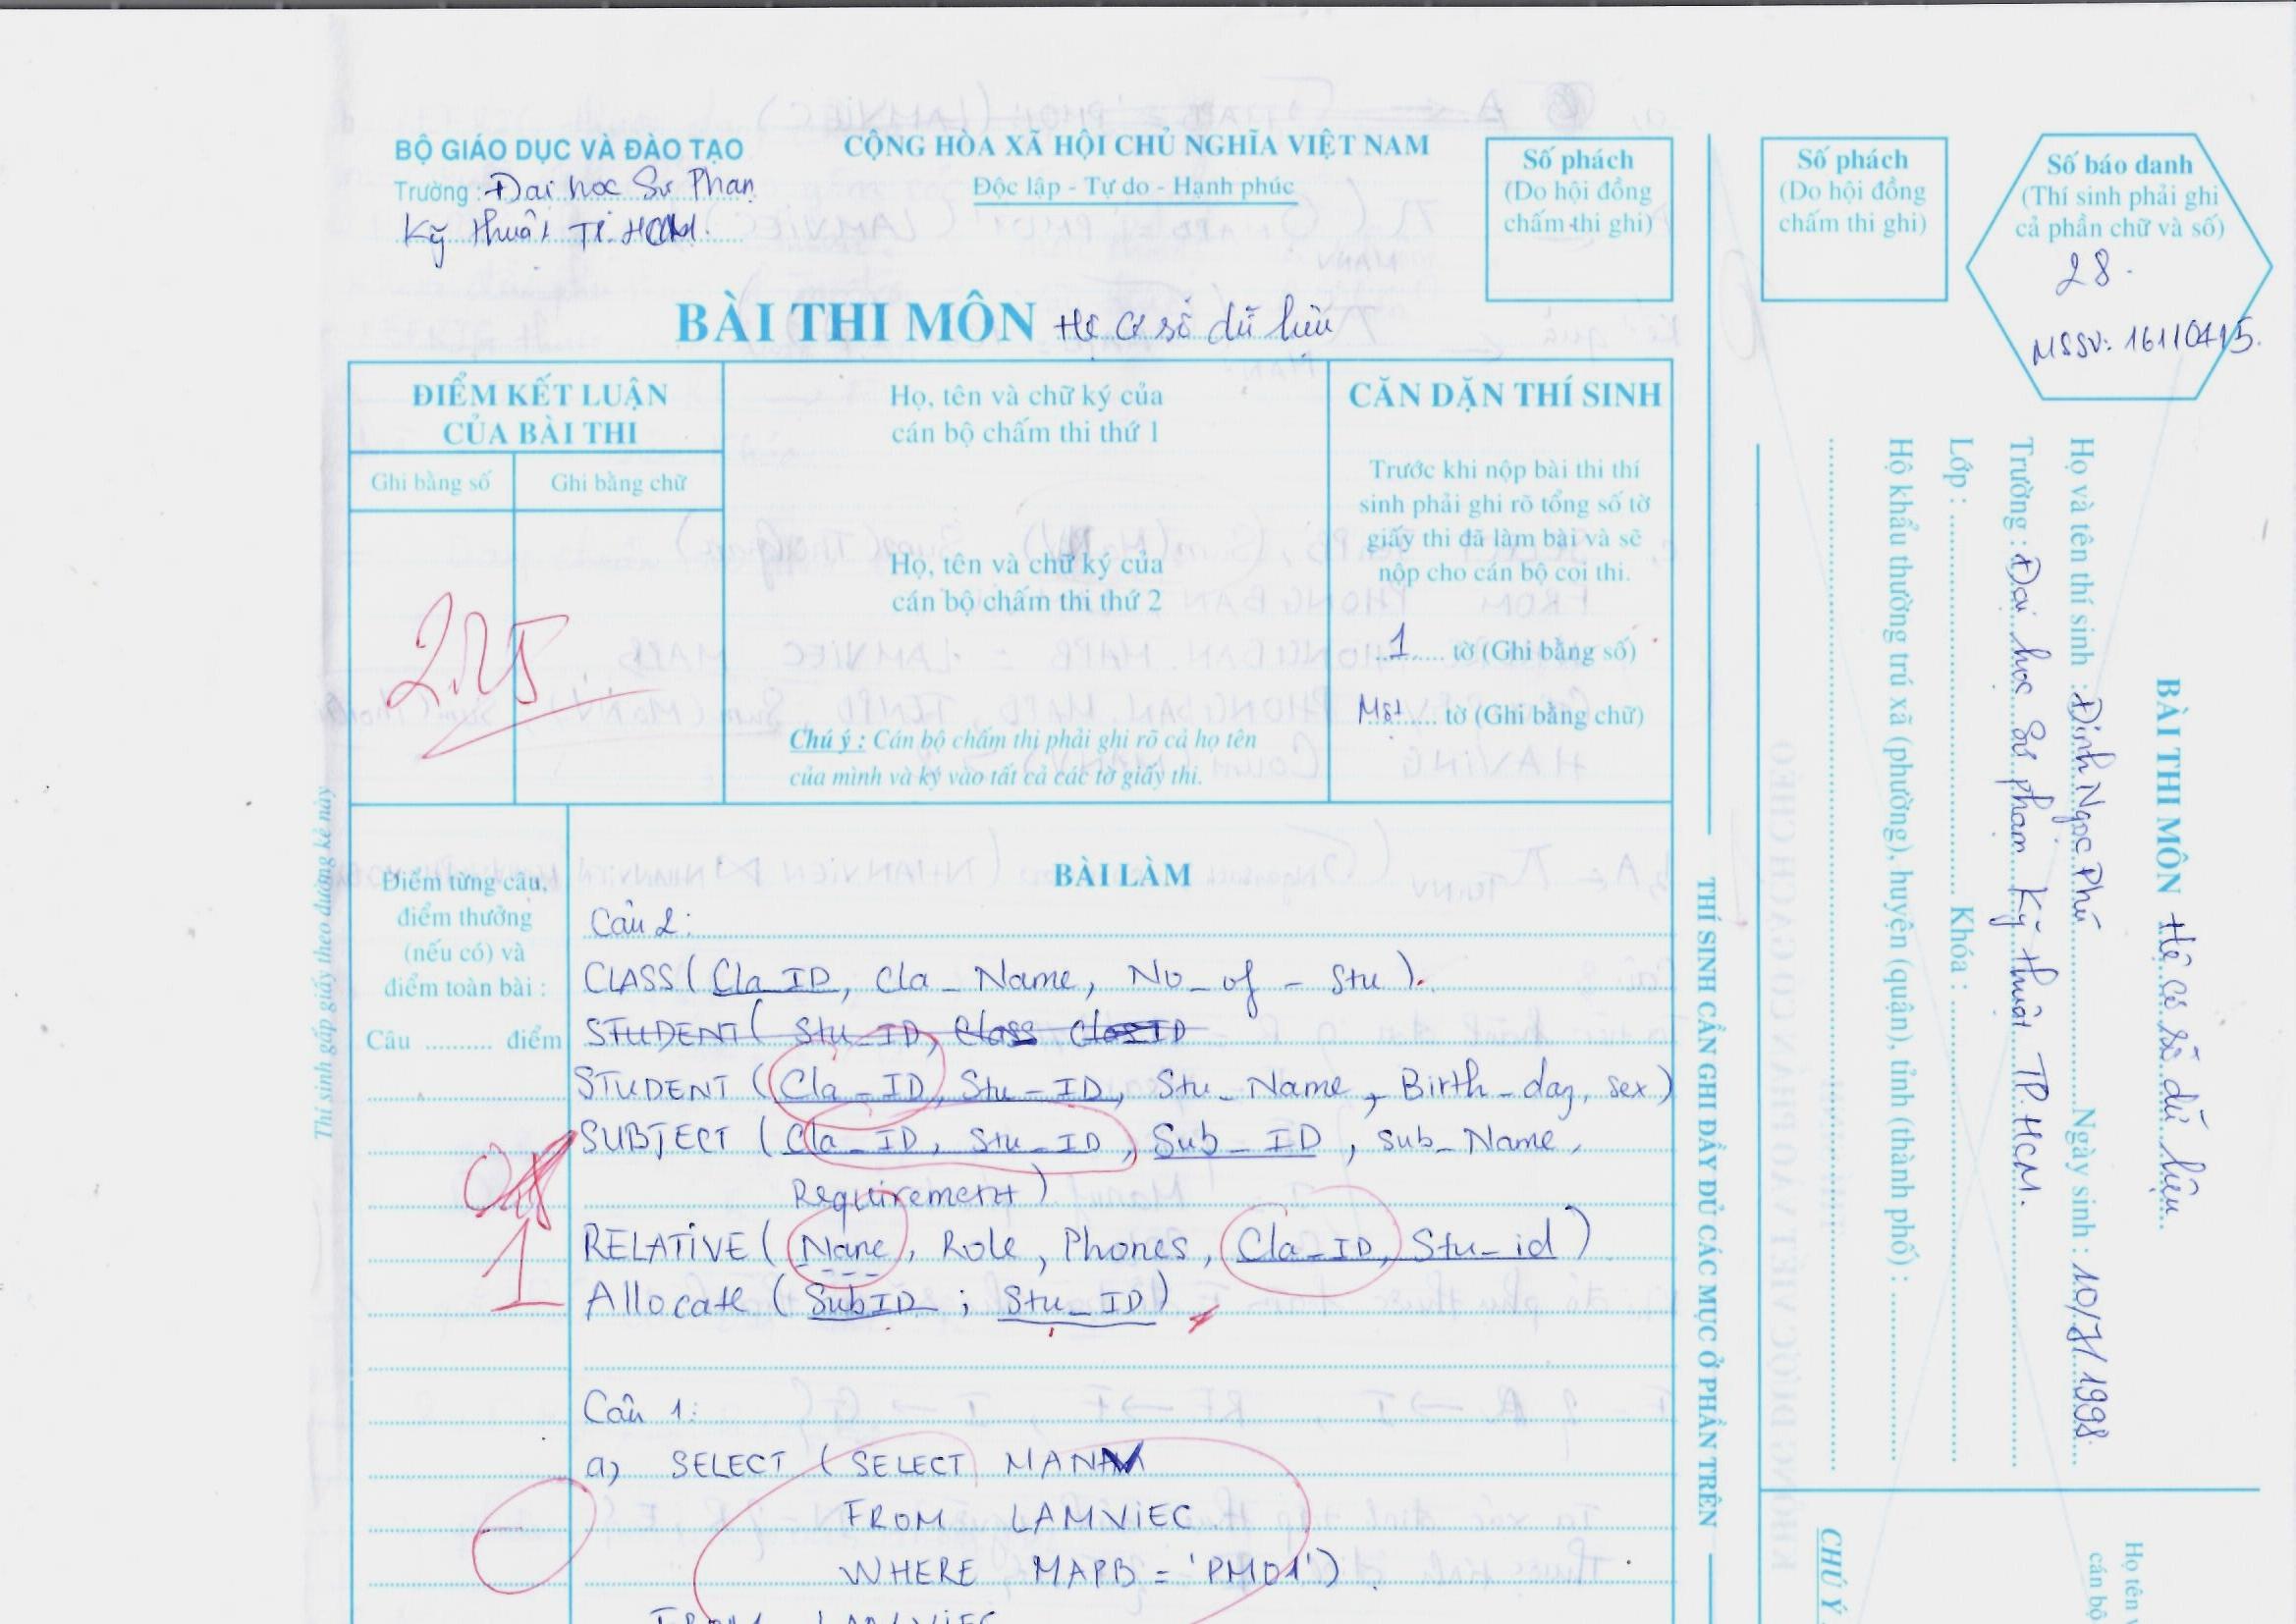 BỘ GIÁO DỤC VÀ ĐÀO TẠO
Trường : Đại học Sư Phạm
Kỹ thuật TP. HCM.
CỘNG HÒA XÃ HỘI CHỦ NGHĨA VIỆT NAM
Độc lập - Tự do - Hạnh phúc
Số phách
(Do hội đồng
chấm thi ghi)
Số phách
(Do hội đồng
chấm thi ghi)
Số báo danh
(Thí sinh phải ghi
cả phần chữ và số)
28.
MSSV: 16110415.
BÀI THI MÔN Hệ cơ sở dữ liệu
ĐIỂM KẾT LUẬN
CỦA BÀI THI
Ghi bằng số
Ghi bằng chữ
Họ, tên và chữ ký của
cán bộ chấm thi thứ 1
Họ, tên và chữ ký của
cán bộ chấm thi thứ 2
Chú ý : Cán bộ chấm thi phải ghi rõ cả họ tên
của mình và ký vào tất cả các tờ giấy thi.
CĂN DẶN THÍ SINH
Trước khi nộp bài thi thí
sinh phải ghi rõ tổng số tờ
giấy thi đã làm bài và sẽ
nộp cho cán bộ coi thi.
1 tờ (Ghi bằng số)
Một tờ (Ghi bằng chữ)
Thí sinh gấp giấy theo đường kẻ này
Điểm từng câu,
điểm thưởng
(nếu có) và
điểm toàn bài :
Câu .......... điểm
1
BÀI LÀM
Câu 2:
CLASS ( Cla_ID, Cla_Name, No_of_Stu ).
STUDENT ( Stu_ID, Class ClassID
STUDENT ( Cla_ID, Stu_ID, Stu_Name, Birth_day, sex )
SUBJECT ( Cla_ID, Stu_ID, Sub_ID, sub_Name,
Requirement )
RELATIVE ( Name, Role, Phones, Cla_ID, Stu_id )
Allocate ( SubID ; Stu_ID )
Câu 1:
a) SELECT ( SELECT MANV
FROM LAMVIEC
WHERE MAPB = 'PM01' )
FROM LAMVIEC
THÍ SINH CẦN GHI ĐẦY ĐỦ CÁC MỤC Ở PHẦN TRÊN
BÀI THI MÔN Hệ cơ sở dữ liệu
Họ và tên thí sinh : Đinh Ngọc Phú Ngày sinh : 10/7/1998
Trường : Đại học Sư phạm Kỹ thuật TP. HCM.
Lớp : Khóa :
Hộ khẩu thường trú xã (phường), huyện (quận), tỉnh (thành phố) :
KHÔNG ĐƯỢC VIẾT VÀO PHẦN CÓ GẠCH CHÉO
CHÚ Ý
Họ tên
cán bộ